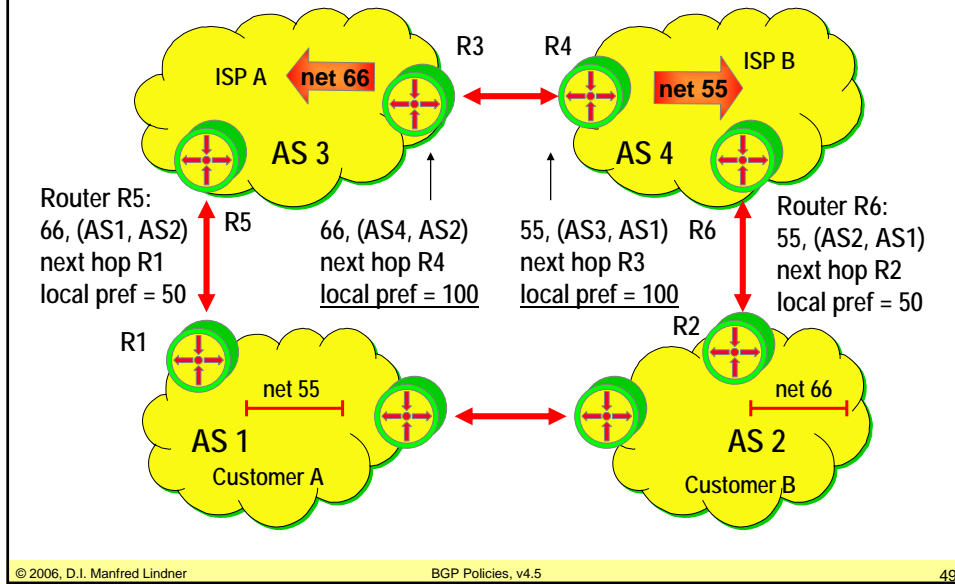 R3
R4
ISP A
net 66
net 55
ISP B
AS 3
AS 4
Router R5:
66, (AS1, AS2)
next hop R1
local pref = 50
R5
66, (AS4, AS2)
next hop R4
local pref = 100
55, (AS3, AS1)
next hop R3
local pref = 100
R6
Router R6:
55, (AS2, AS1)
next hop R2
local pref = 50
R1
R2
net 55
net 66
AS 1
AS 2
Customer A
Customer B
© 2006, D.I. Manfred Lindner
BGP Policies, v4.5
49